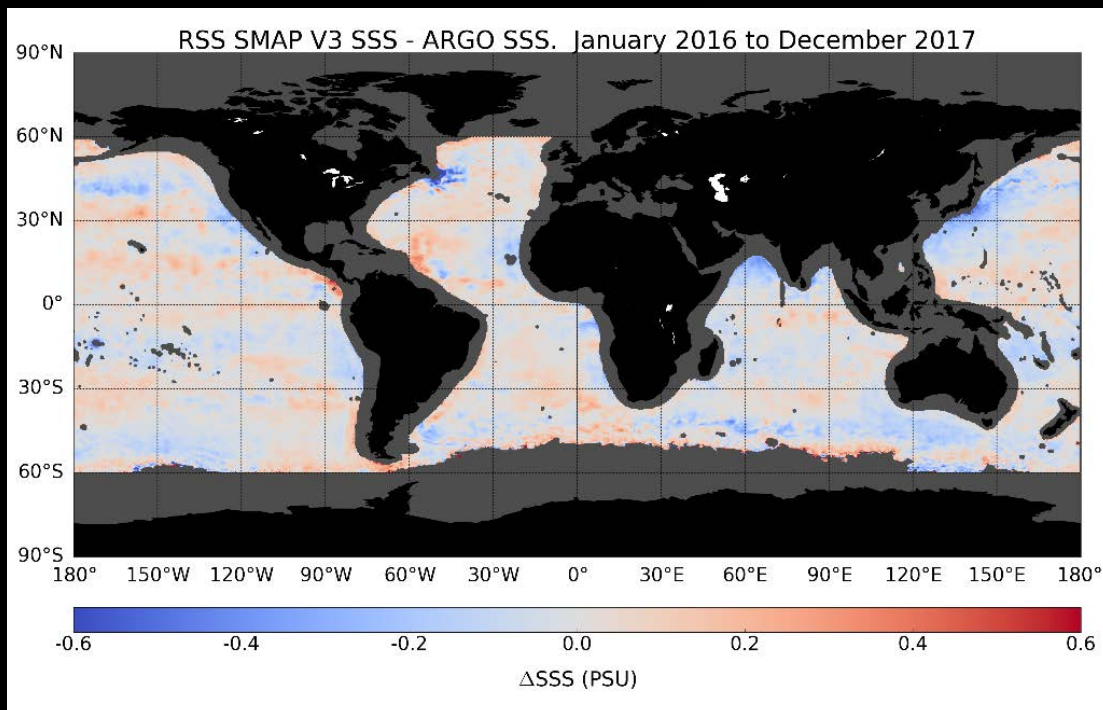 RSS SMAP V3 SSS - ARGO SSS.  January 2016 to December 2017
90°N
60°N
30°N
0°
30°S
60°S
90°S
180° 150°W 120°W 90°W 60°W 30°W 0° 30°E 60°E 90°E 120°E 150°E 180°
-0.6 -0.4 -0.2 0.0 0.2 0.4 0.6
ΔSSS (PSU)